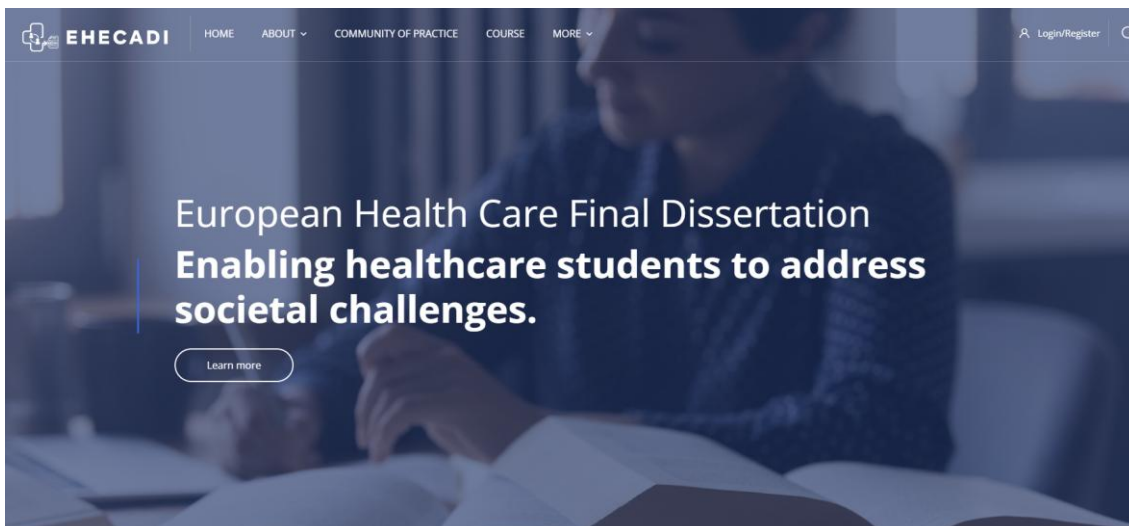 EHECADI
HOME
ABOUT
COMMUNITY OF PRACTICE
COURSE
MORE
Login/Register
European Health Care Final Dissertation
Enabling healthcare students to address
societal challenges.
Learn more